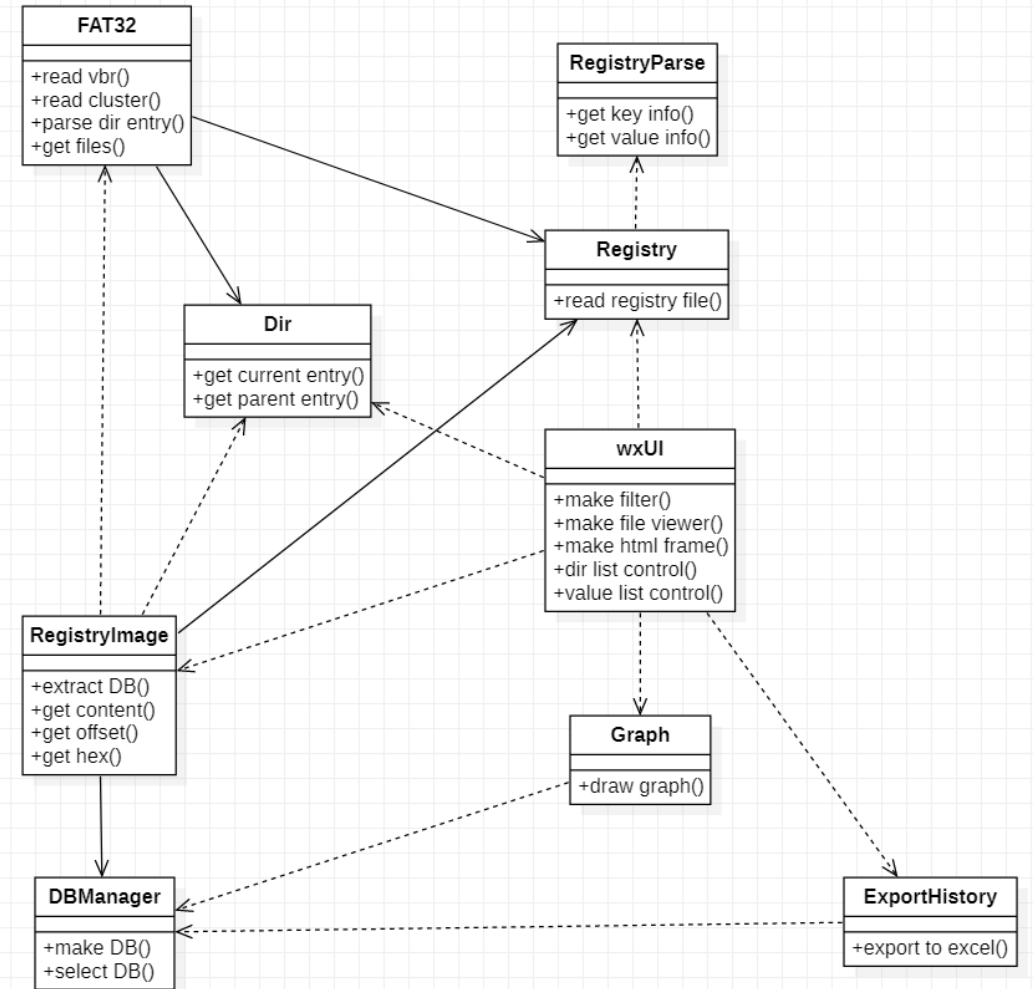 FAT32
+read vbr()
+read cluster()
+parse dir entry()
+get files()
RegistryParse
+get key info()
+get value info()
Registry
+read registry file()
Dir
+get current entry()
+get parent entry()
wxUI
+make filter()
+make file viewer()
+make html frame()
+dir list control()
+value list control()
RegistryImage
+extract DB()
+get content()
+get offset()
+get hex()
Graph
+draw graph()
DBManager
+make DB()
+select DB()
ExportHistory
+export to excel()